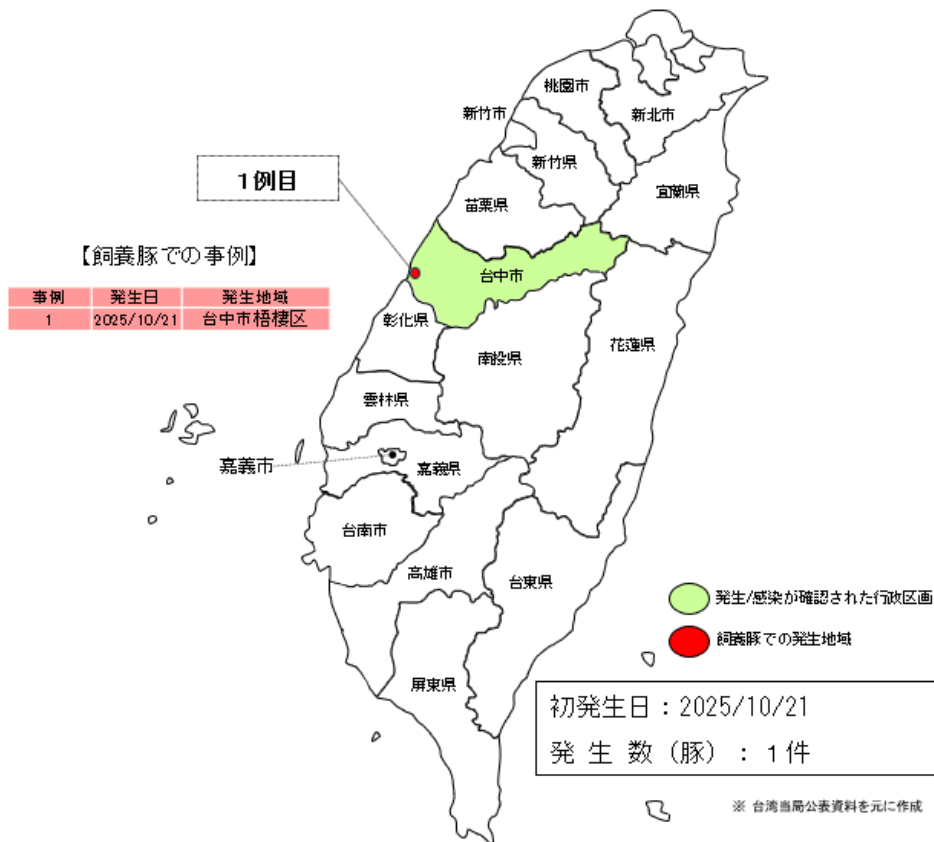 桃園市
新竹市
新北市
新竹県
1例目
宜蘭県
苗栗県
【飼養豚での事例】
台中市
事例 発生日 発生地域
1 2025/10/21 台中市梧棲区
彰化県
花蓮県
南投県
雲林県
嘉義市
嘉義県
台南市
高雄市
台東県
発生/感染が確認された行政区画
飼養豚での発生地域
屏東県
初発生日：2025/10/21
発 生 数（豚）：1件
※ 台湾当局公表資料を元に作成